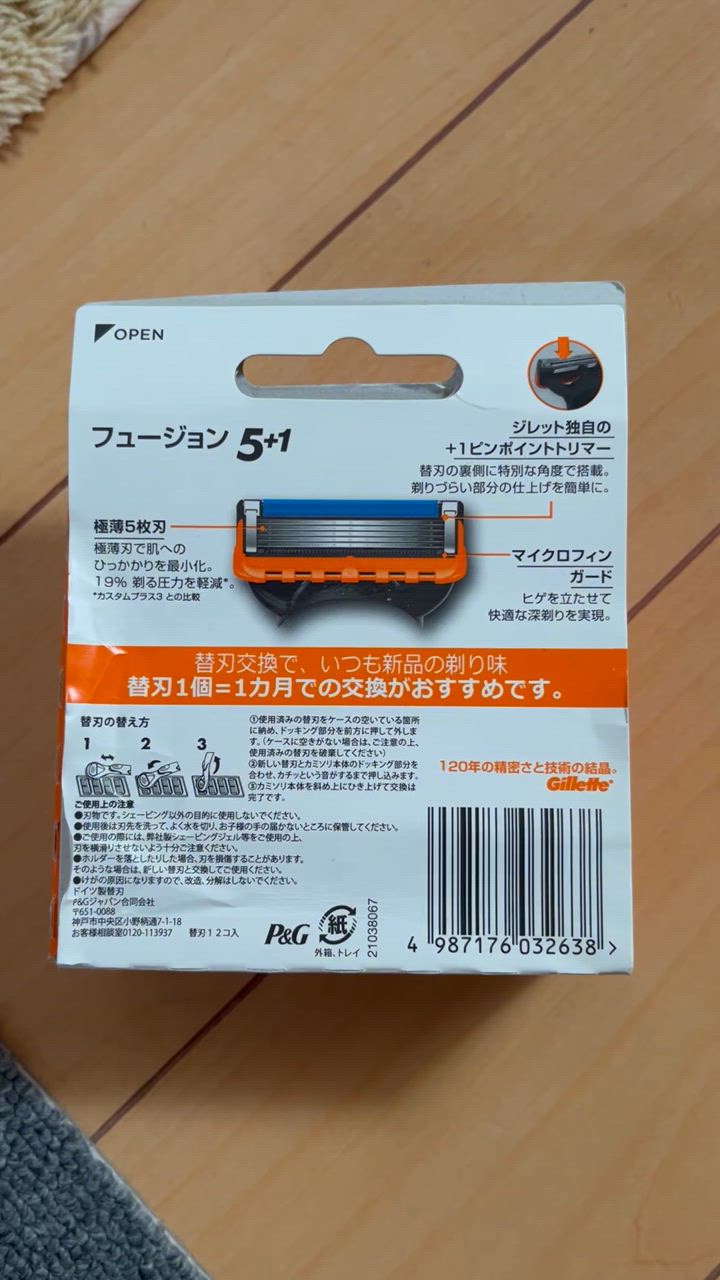 OPEN
フュージョン 5+1
ジレット独自の
+1ピンポイントトリマー
替刃の裏側に特別な角度で搭載。
剃りづらい部分の仕上げを簡単に。
極薄5枚刃
極薄刃で肌への
ひっかかりを最小化。
19% 剃る圧力を軽減*。
*カスタムプラス3 との比較
マイクロフィン
ガード
ヒゲを立たせて
快適な深剃りを実現。
替刃交換で、いつも新品の剃り味
替刃1個=1カ月での交換がおすすめです。
替刃の替え方
1 2 3
①使用済みの替刃をケースの空いている箇所
に納め、ドッキング部分を前方に押して外しま
す。(ケースに空きがない場合は、ご注意の上、
使用済みの替刃を破棄してください)
②新しい替刃とカミソリ本体のドッキング部分を
合わせ、カチッという音がするまで押し込みます。
③カミソリ本体を斜め上にひき上げて交換は
完了です。
ご使用上の注意
●刃物です。シェービング以外の目的に使用しないでください。
●使用後は刃先を洗って、よく水を切り、お子様の手の届かないところに保管してください。
●ご使用の際には、弊社製シェービングジェル等をご使用の上、
刃を横滑りさせないよう十分ご注意ください。
●ホルダーを落としたりした場合、刃を損傷することがあります。
そのような場合は、新しい替刃と交換してご使用ください。
●けがの原因になりますので、改造、分解はしないでください。
ドイツ製替刃
P&Gジャパン合同会社
〒651-0088
神戸市中央区小野柄通7-1-18
お客様相談室0120-113937 替刃12コ入
P&G
紙
外箱、トレイ
21038067
120年の精密さと技術の結晶。
Gillette
4 987176 032638 >